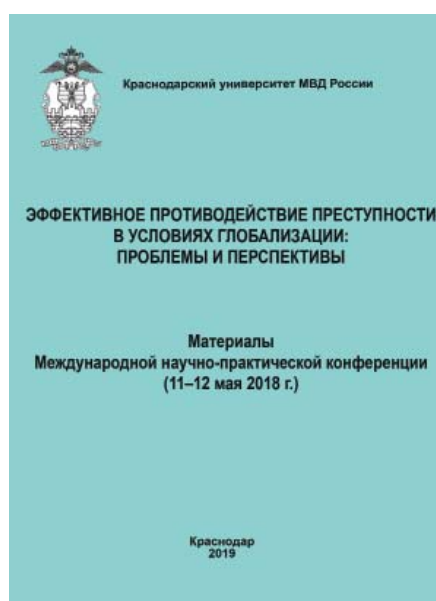 Краснодарский университет МВД России
ЭФФЕКТИВНОЕ ПРОТИВОДЕЙСТВИЕ ПРЕСТУПНОСТИ
В УСЛОВИЯХ ГЛОБАЛИЗАЦИИ:
ПРОБЛЕМЫ И ПЕРСПЕКТИВЫ
Материалы
Международной научно-практической конференции
(11–12 мая 2018 г.)
Краснодар
2019